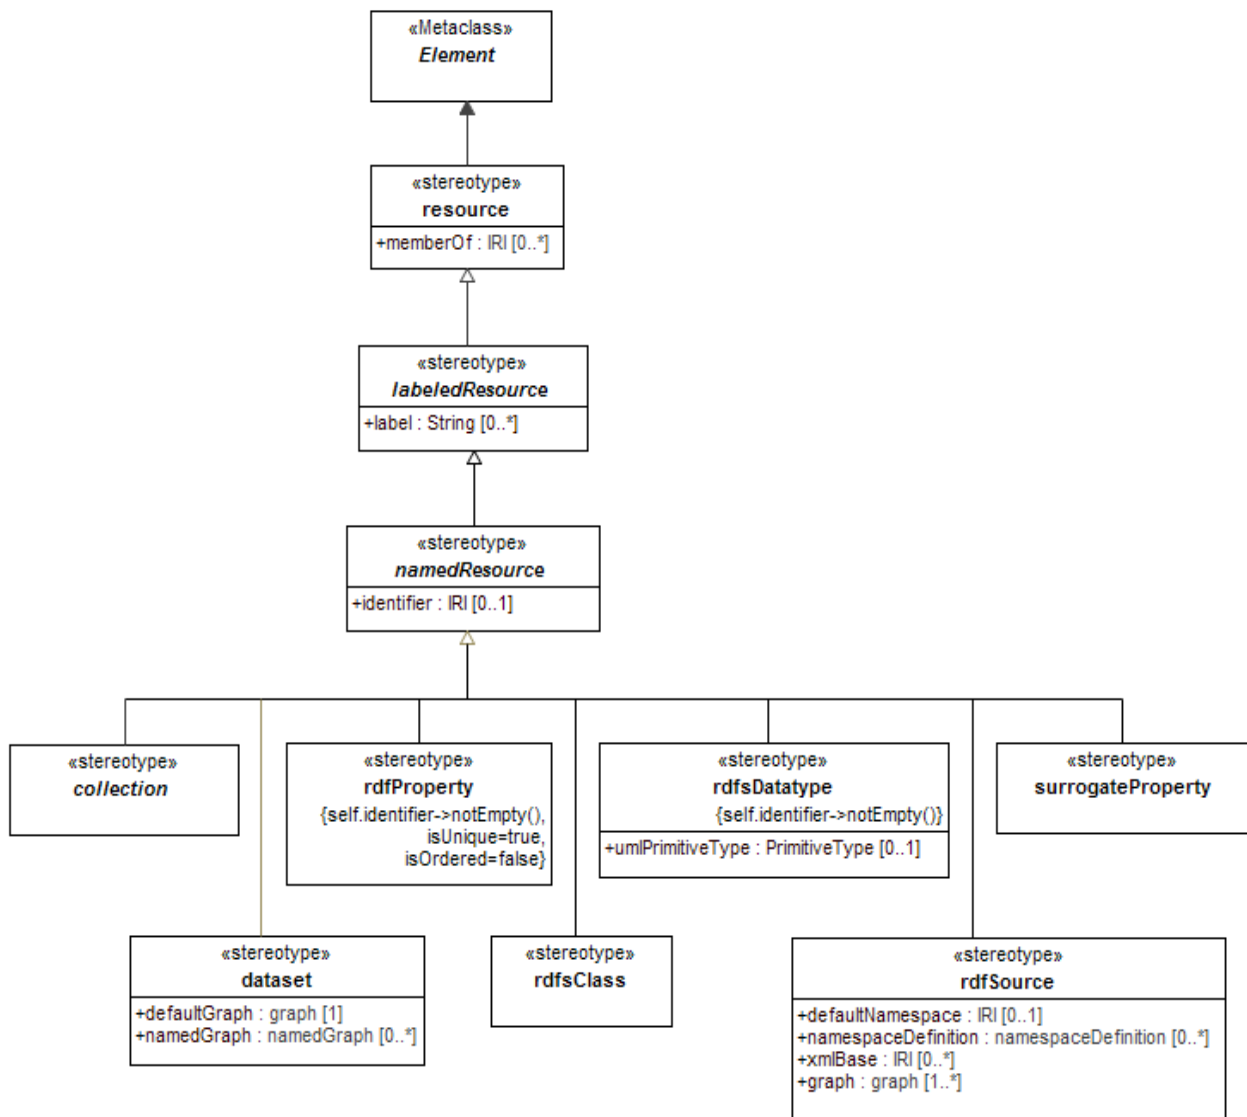 «Metaclass»
Element
«stereotype»
resource
+memberOf : IRI [0..*]
«stereotype»
labeledResource
+label : String [0..*]
«stereotype»
namedResource
+identifier : IRI [0..1]
«stereotype»
collection
«stereotype»
rdfProperty
{self.identifier->notEmpty(),
isUnique=true,
isOrdered=false}
«stereotype»
rdfsDatatype
{self.identifier->notEmpty()}
+umlPrimitiveType : PrimitiveType [0..1]
«stereotype»
surrogateProperty
«stereotype»
dataset
+defaultGraph : graph [1]
+namedGraph : namedGraph [0..*]
«stereotype»
rdfsClass
«stereotype»
rdfSource
+defaultNamespace : IRI [0..1]
+namespaceDefinition : namespaceDefinition [0..*]
+xmlBase : IRI [0..*]
+graph : graph [1..*]